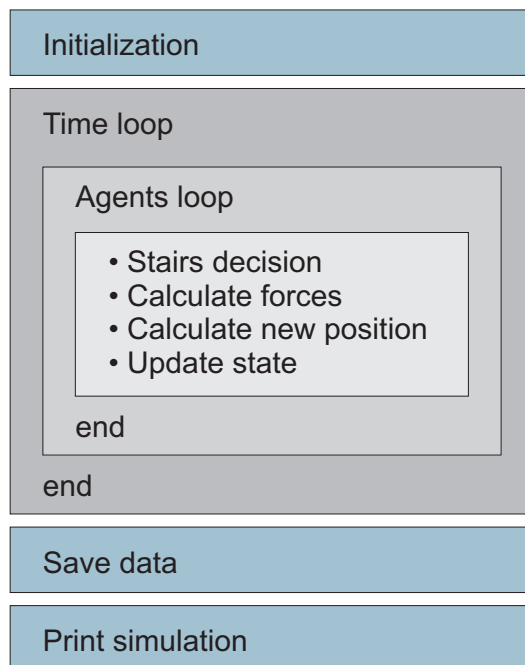 Initialization
Time loop
Agents loop
• Stairs decision
• Calculate forces
• Calculate new position
• Update state
end
end
Save data
Print simulation